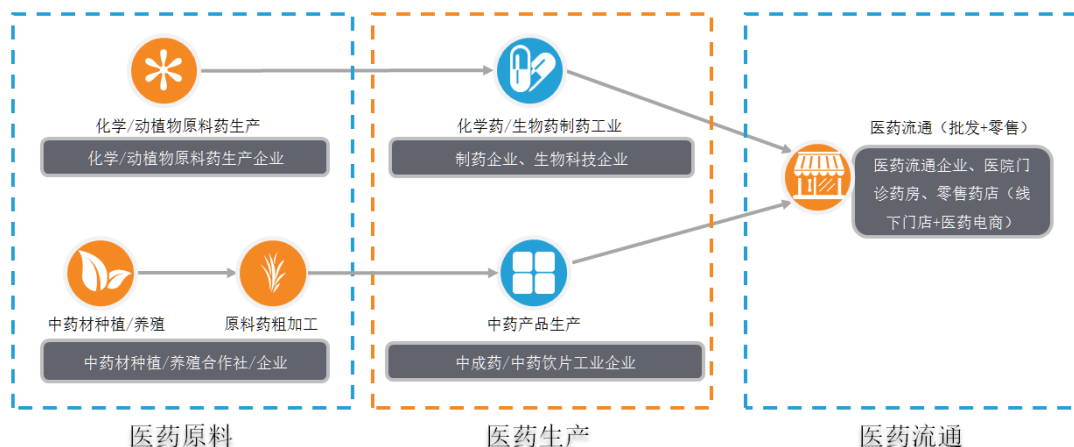 化学/动植物原料药生产
化学/动植物原料药生产企业
中药材种植/养殖
原料药粗加工
中药材种植/养殖合作社/企业
医药原料
化学药/生物药制药工业
制药企业、生物科技企业
中药产品生产
中成药/中药饮片工业企业
医药生产
医药流通（批发+零售）
医药流通企业、医院门
诊药房、零售药店（线
下门店+医药电商）
医药流通